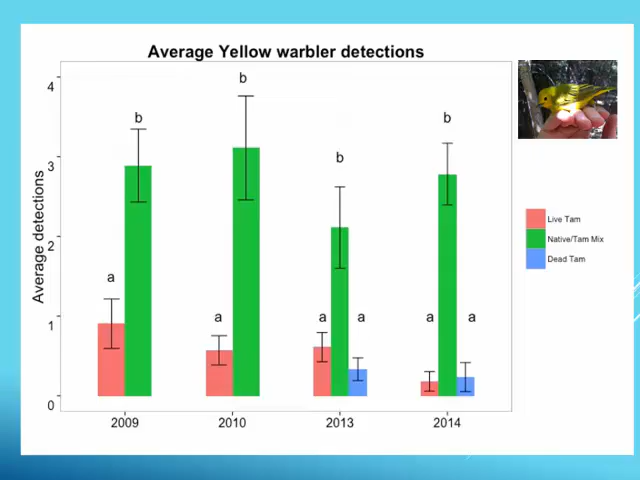 Average Yellow warbler detections
Average detections
4
3
2
1
0
b
b
b
b
a
a
a
a
a
a
2009
2010
2013
2014
Live Tam
Native/Tam Mix
Dead Tam